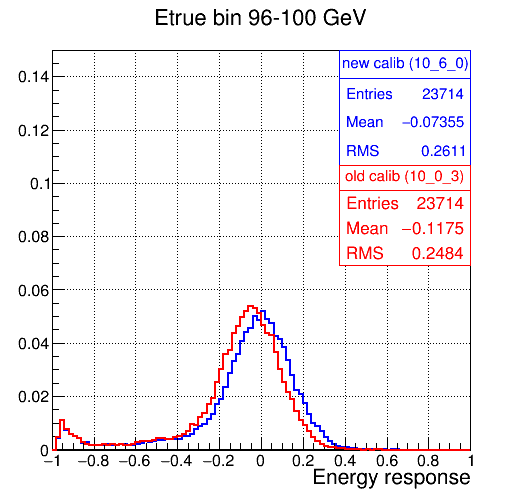 Etrue bin 96-100 GeV
new calib (10_6_0)
Entries 23714
Mean −0.07355
RMS 0.2611
old calib (10_0_3)
Entries 23714
Mean −0.1175
RMS 0.2484
0.14
0.12
0.1
0.08
0.06
0.04
0.02
0
−1 −0.8 −0.6 −0.4 −0.2 0 0.2 0.4 0.6 0.8 1
Energy response